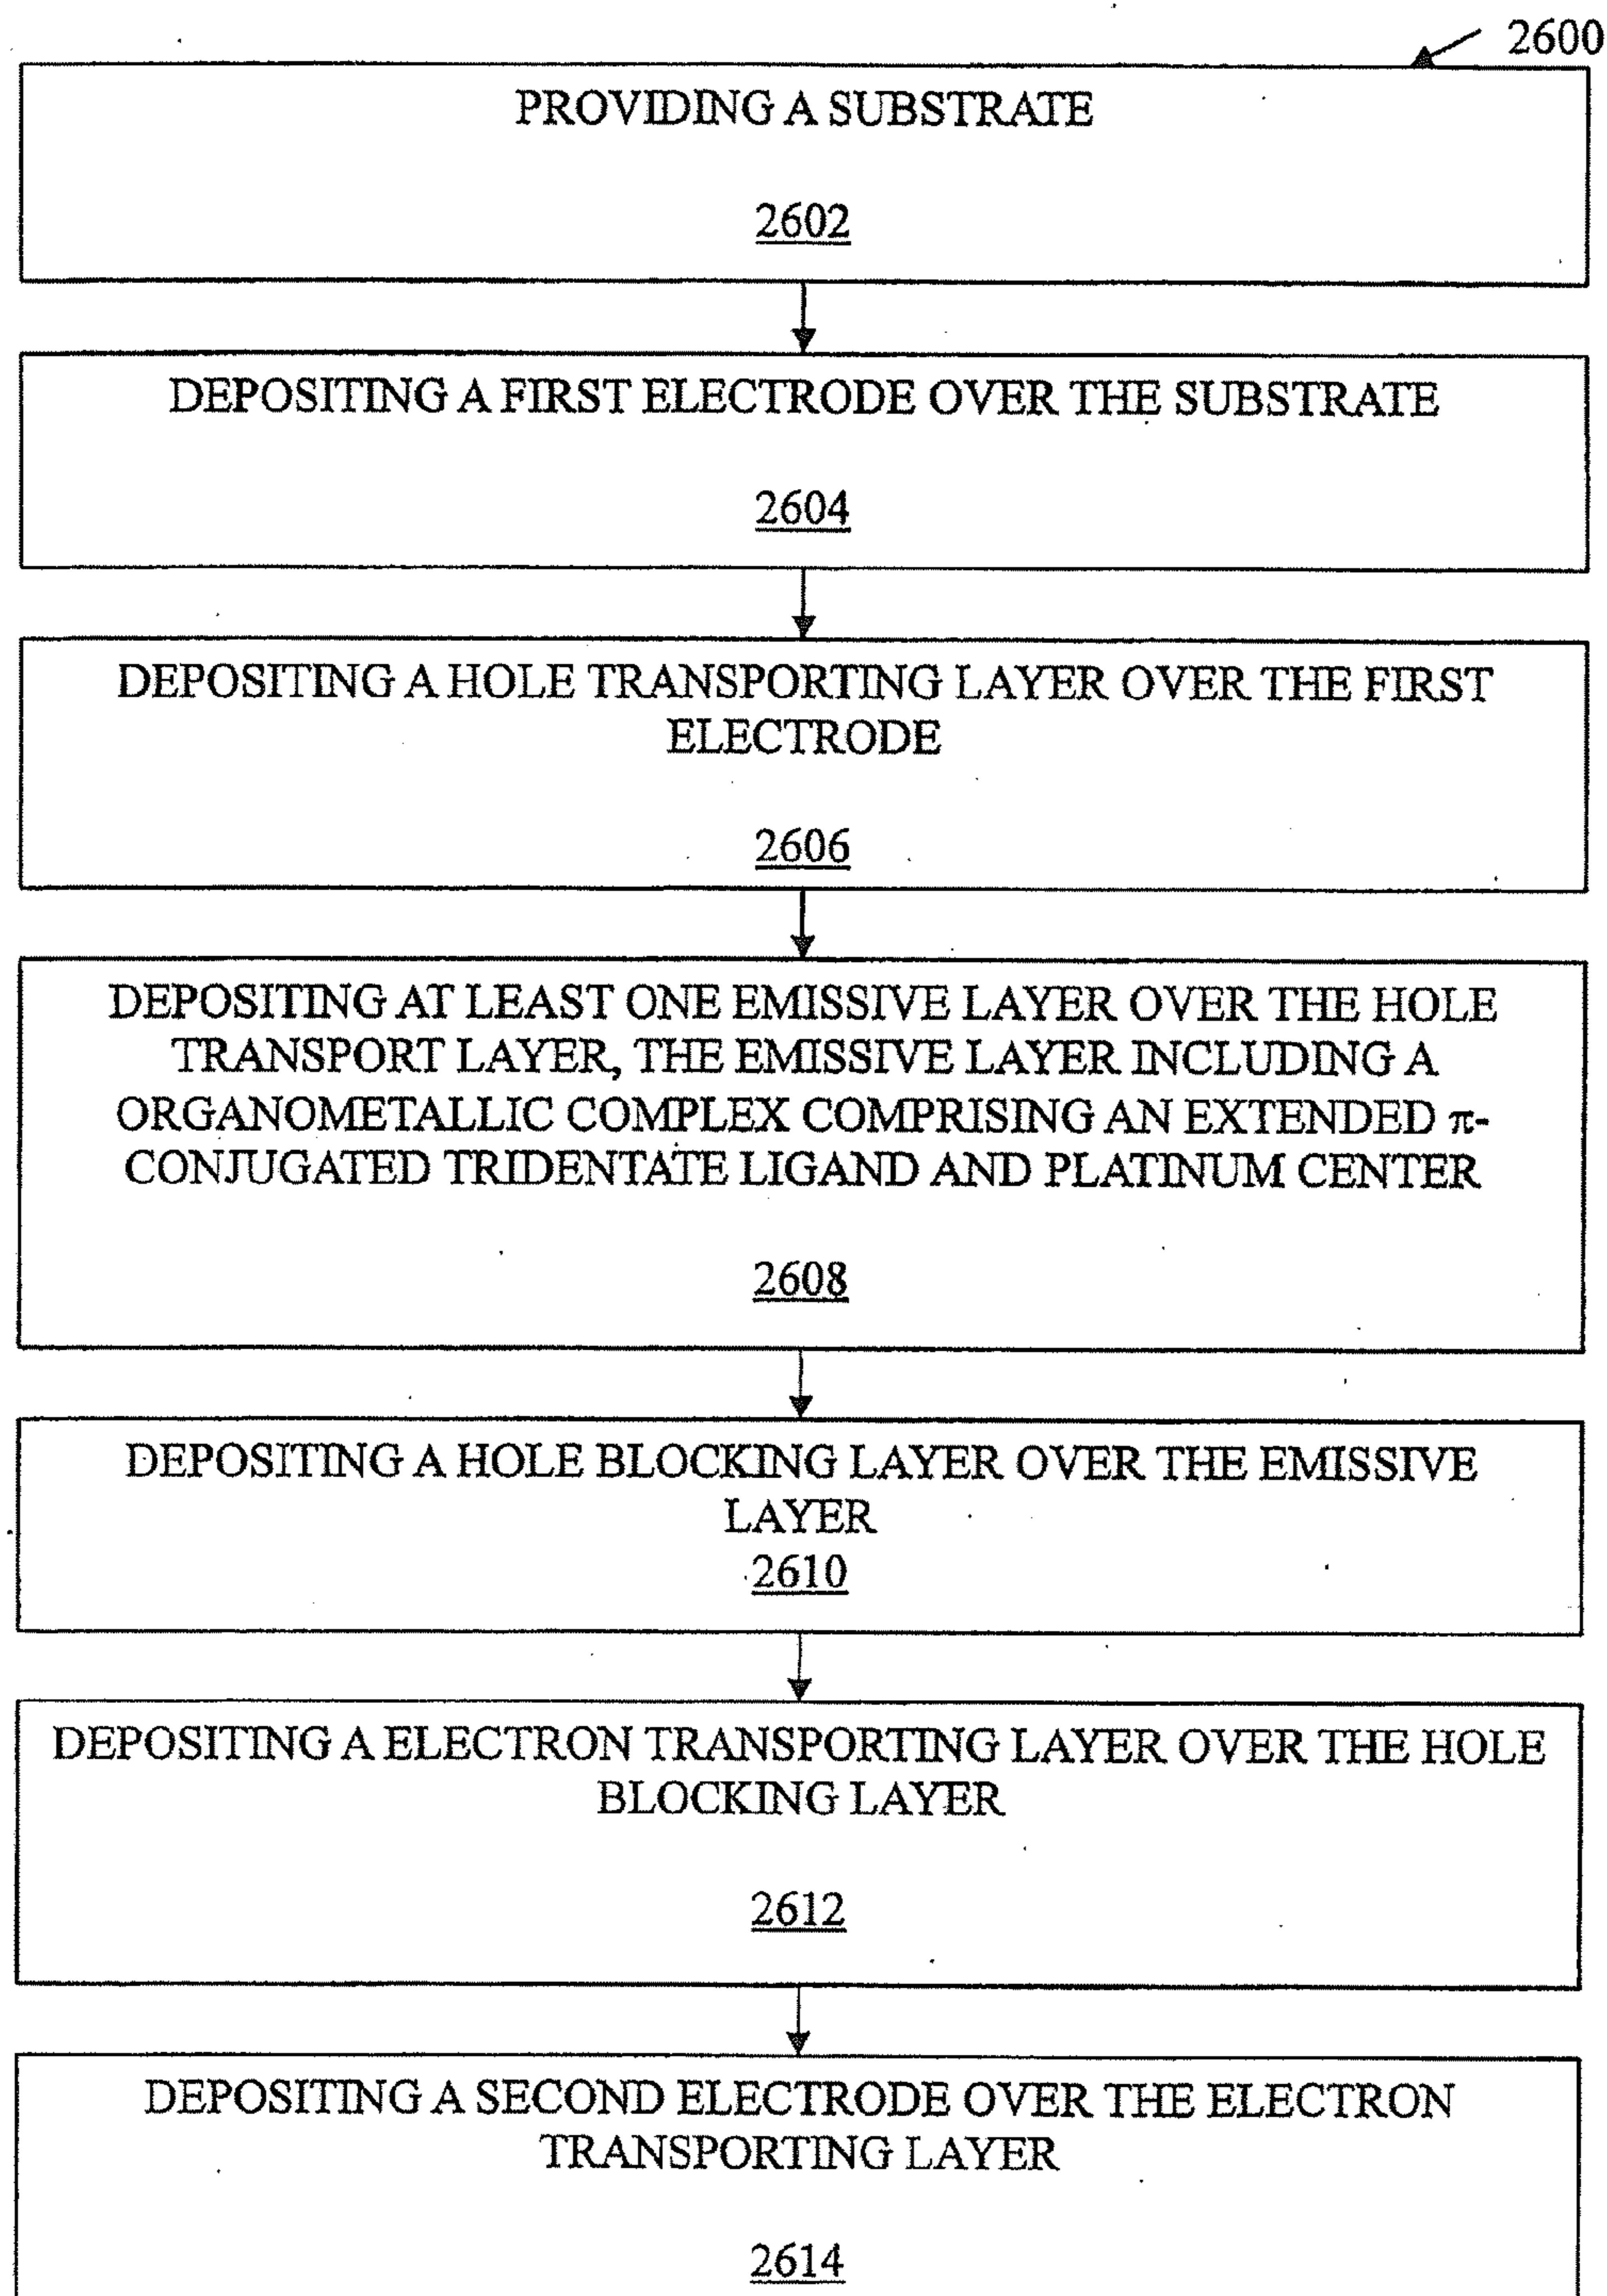 2600
PROVIDING A SUBSTRATE
2602
DEPOSITING A FIRST ELECTRODE OVER THE SUBSTRATE
2604
DEPOSITING A HOLE TRANSPORTING LAYER OVER THE FIRST
ELECTRODE
2606
DEPOSITING AT LEAST ONE EMISSIVE LAYER OVER THE HOLE
TRANSPORT LAYER, THE EMISSIVE LAYER INCLUDING A
ORGANOMETALLIC COMPLEX COMPRISING AN EXTENDED π-
CONJUGATED TRIDENTATE LIGAND AND PLATINUM CENTER
2608
DEPOSITING A HOLE BLOCKING LAYER OVER THE EMISSIVE
LAYER
2610
DEPOSITING A ELECTRON TRANSPORTING LAYER OVER THE HOLE
BLOCKING LAYER
2612
DEPOSITING A SECOND ELECTRODE OVER THE ELECTRON
TRANSPORTING LAYER
2614